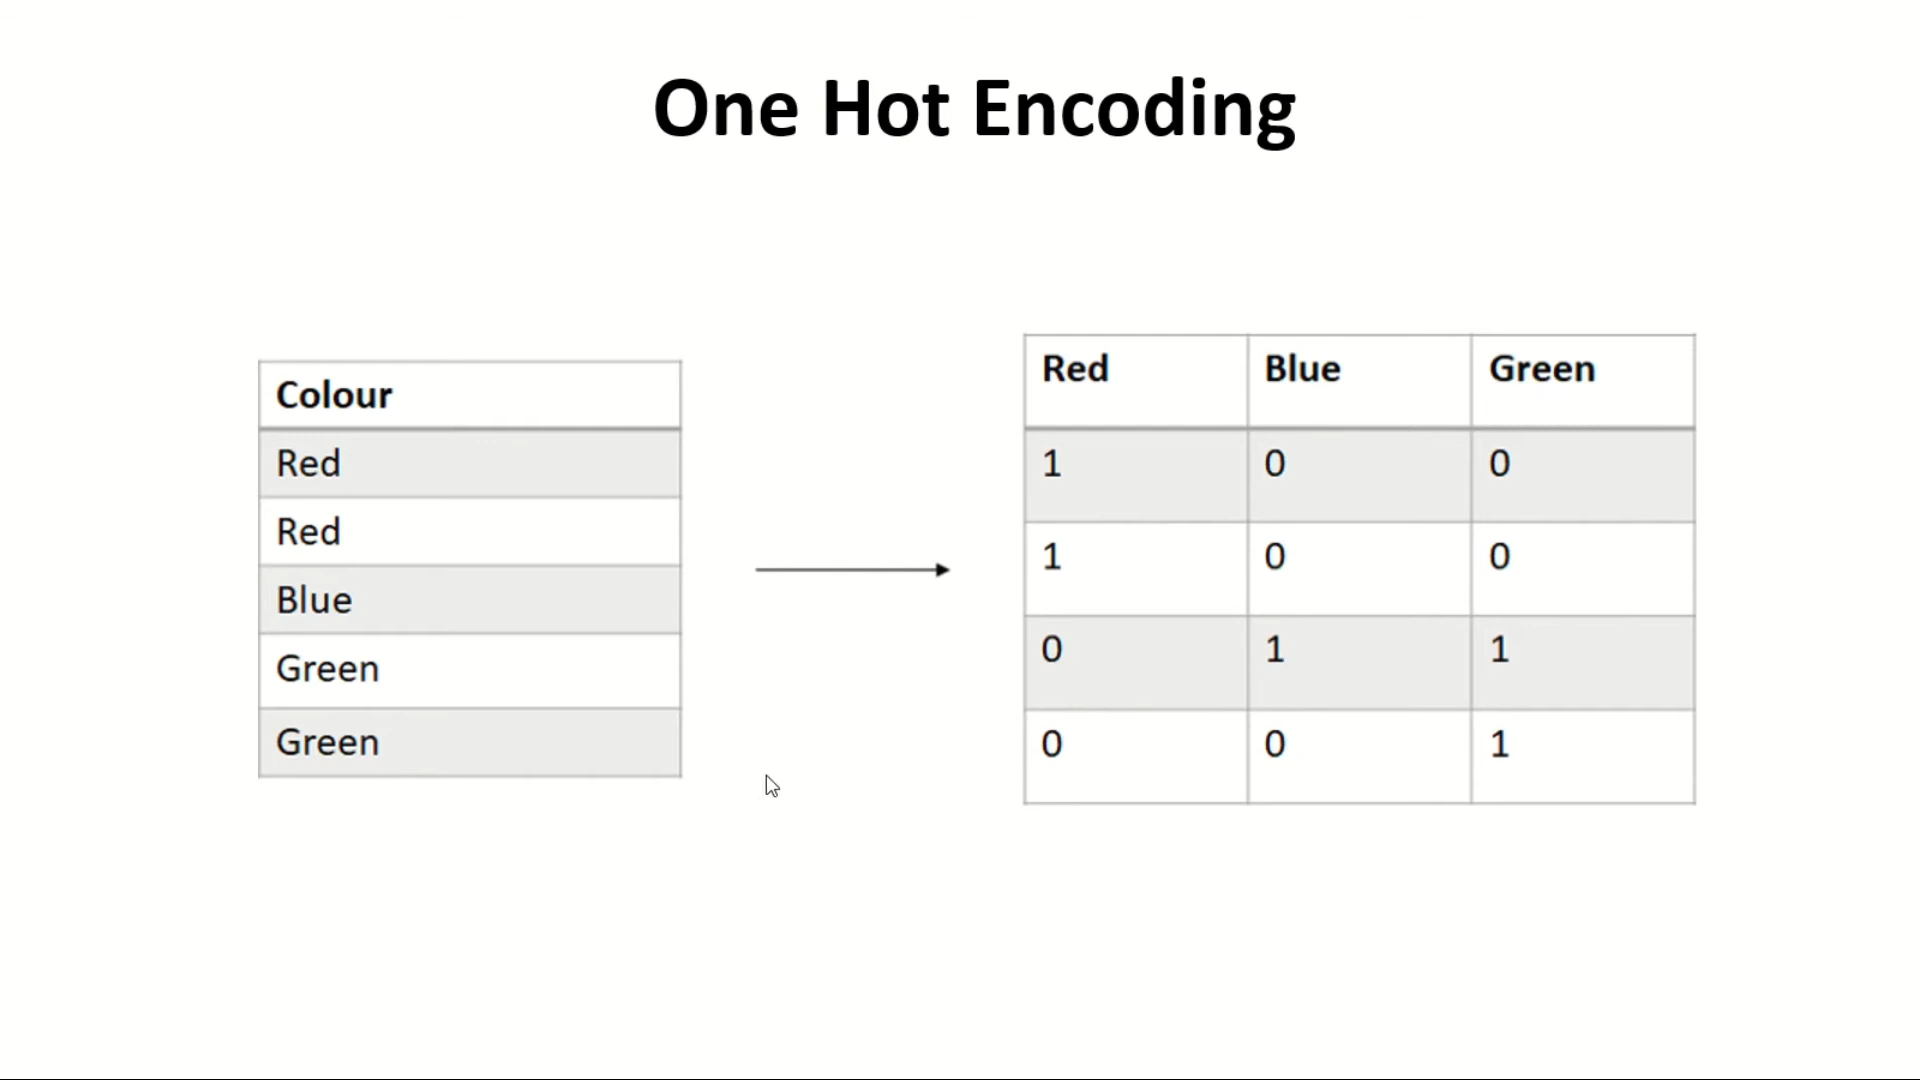 One Hot Encoding
Colour
Red
Red
Blue
Green
Green
Red Blue Green
1 0 0
1 0 0
0 1 1
0 0 1